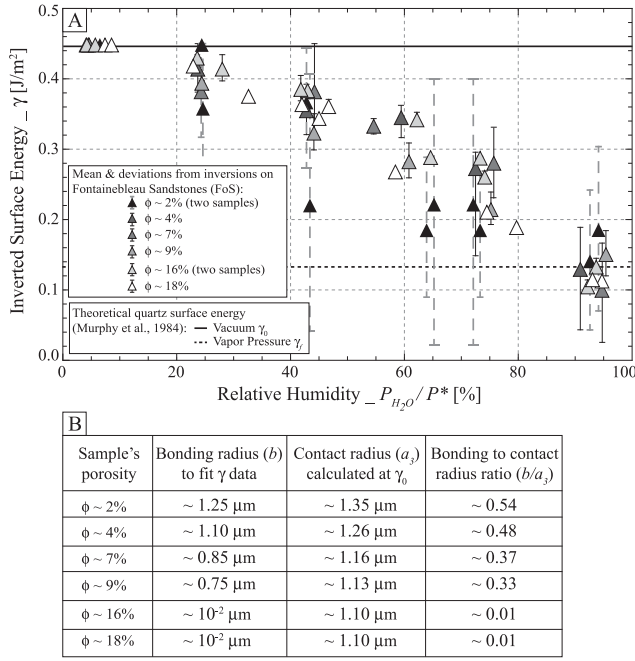 A
Inverted Surface Energy _ γ [J/m²]
0.5
0.4
0.3
0.2
0.1
0.0
Mean & deviations from inversions on
Fontainebleau Sandstones (FoS):
ϕ ~ 2% (two samples)
ϕ ~ 4%
ϕ ~ 7%
ϕ ~ 9%
ϕ ~ 16% (two samples)
ϕ ~ 18%
Theoretical quartz surface energy
(Murphy et al., 1984): Vacuum γ₀
Vapor Pressure γ_f
0 20 40 60 80 100
Relative Humidity _ P_H₂O / P* [%]
B
Sample's porosity | Bonding radius (b) to fit γ data | Contact radius (a₃) calculated at γ₀ | Bonding to contact radius ratio (b/a₃)
ϕ ~ 2% ~ 1.25 µm ~ 1.35 µm ~ 0.54
ϕ ~ 4% ~ 1.10 µm ~ 1.26 µm ~ 0.48
ϕ ~ 7% ~ 0.85 µm ~ 1.16 µm ~ 0.37
ϕ ~ 9% ~ 0.75 µm ~ 1.13 µm ~ 0.33
ϕ ~ 16% ~ 10⁻² µm ~ 1.10 µm ~ 0.01
ϕ ~ 18% ~ 10⁻² µm ~ 1.10 µm ~ 0.01